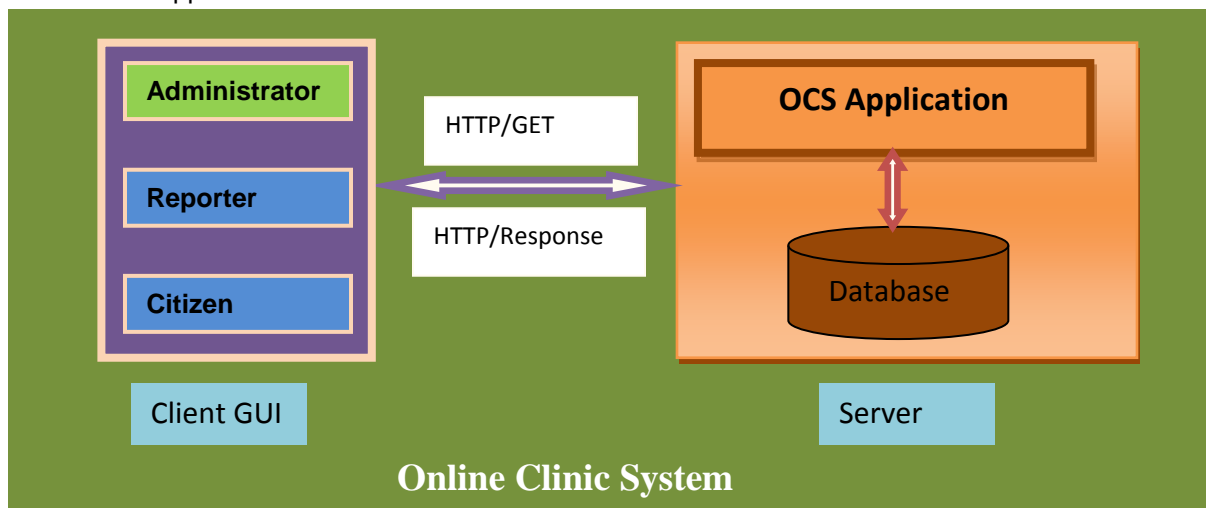 Administrator
Reporter
Citizen
HTTP/GET
HTTP/Response
OCS Application
Database
Client GUI
Server
Online Clinic System